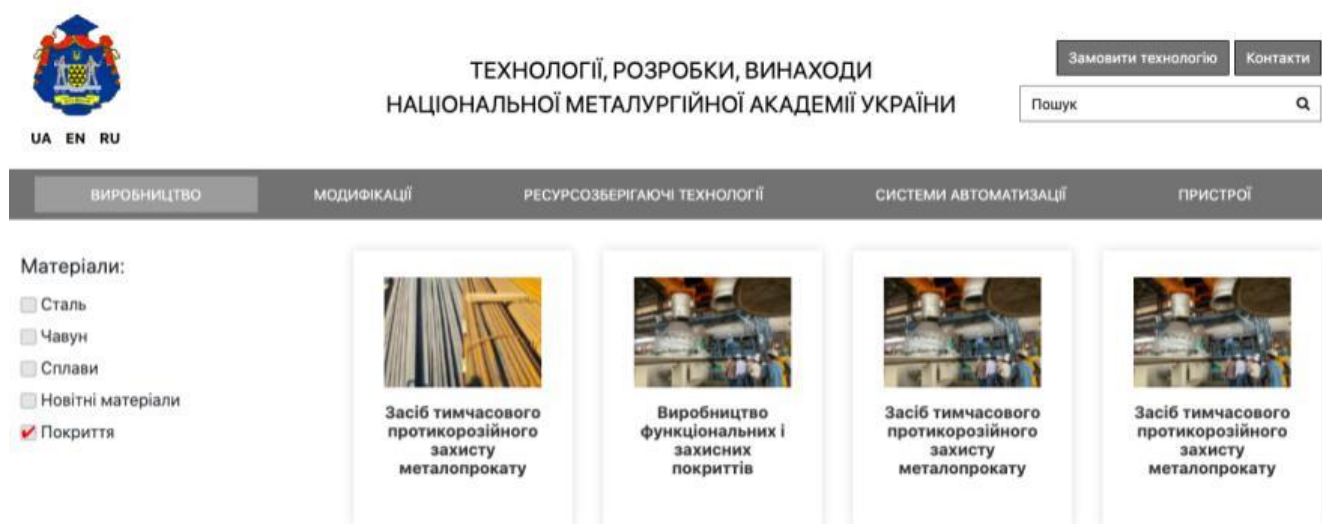 ТЕХНОЛОГІЇ, РОЗРОБКИ, ВИНАХОДИ
НАЦІОНАЛЬНОЇ МЕТАЛУРГІЙНОЇ АКАДЕМІЇ УКРАЇНИ
Замовити технологію
Контакти
Пошук
UA EN RU
ВИРОБНИЦТВО
МОДИФІКАЦІЇ
РЕСУРСОЗБЕРІГАЮЧІ ТЕХНОЛОГІЇ
СИСТЕМИ АВТОМАТИЗАЦІЇ
ПРИСТРОЇ
Матеріали:
Сталь
Чавун
Сплави
Новітні матеріали
Покриття
Засіб тимчасового
протикорозійного
захисту
металопрокату
Виробництво
функціональних і
захисних
покриттів
Засіб тимчасового
протикорозійного
захисту
металопрокату
Засіб тимчасового
протикорозійного
захисту
металопрокату